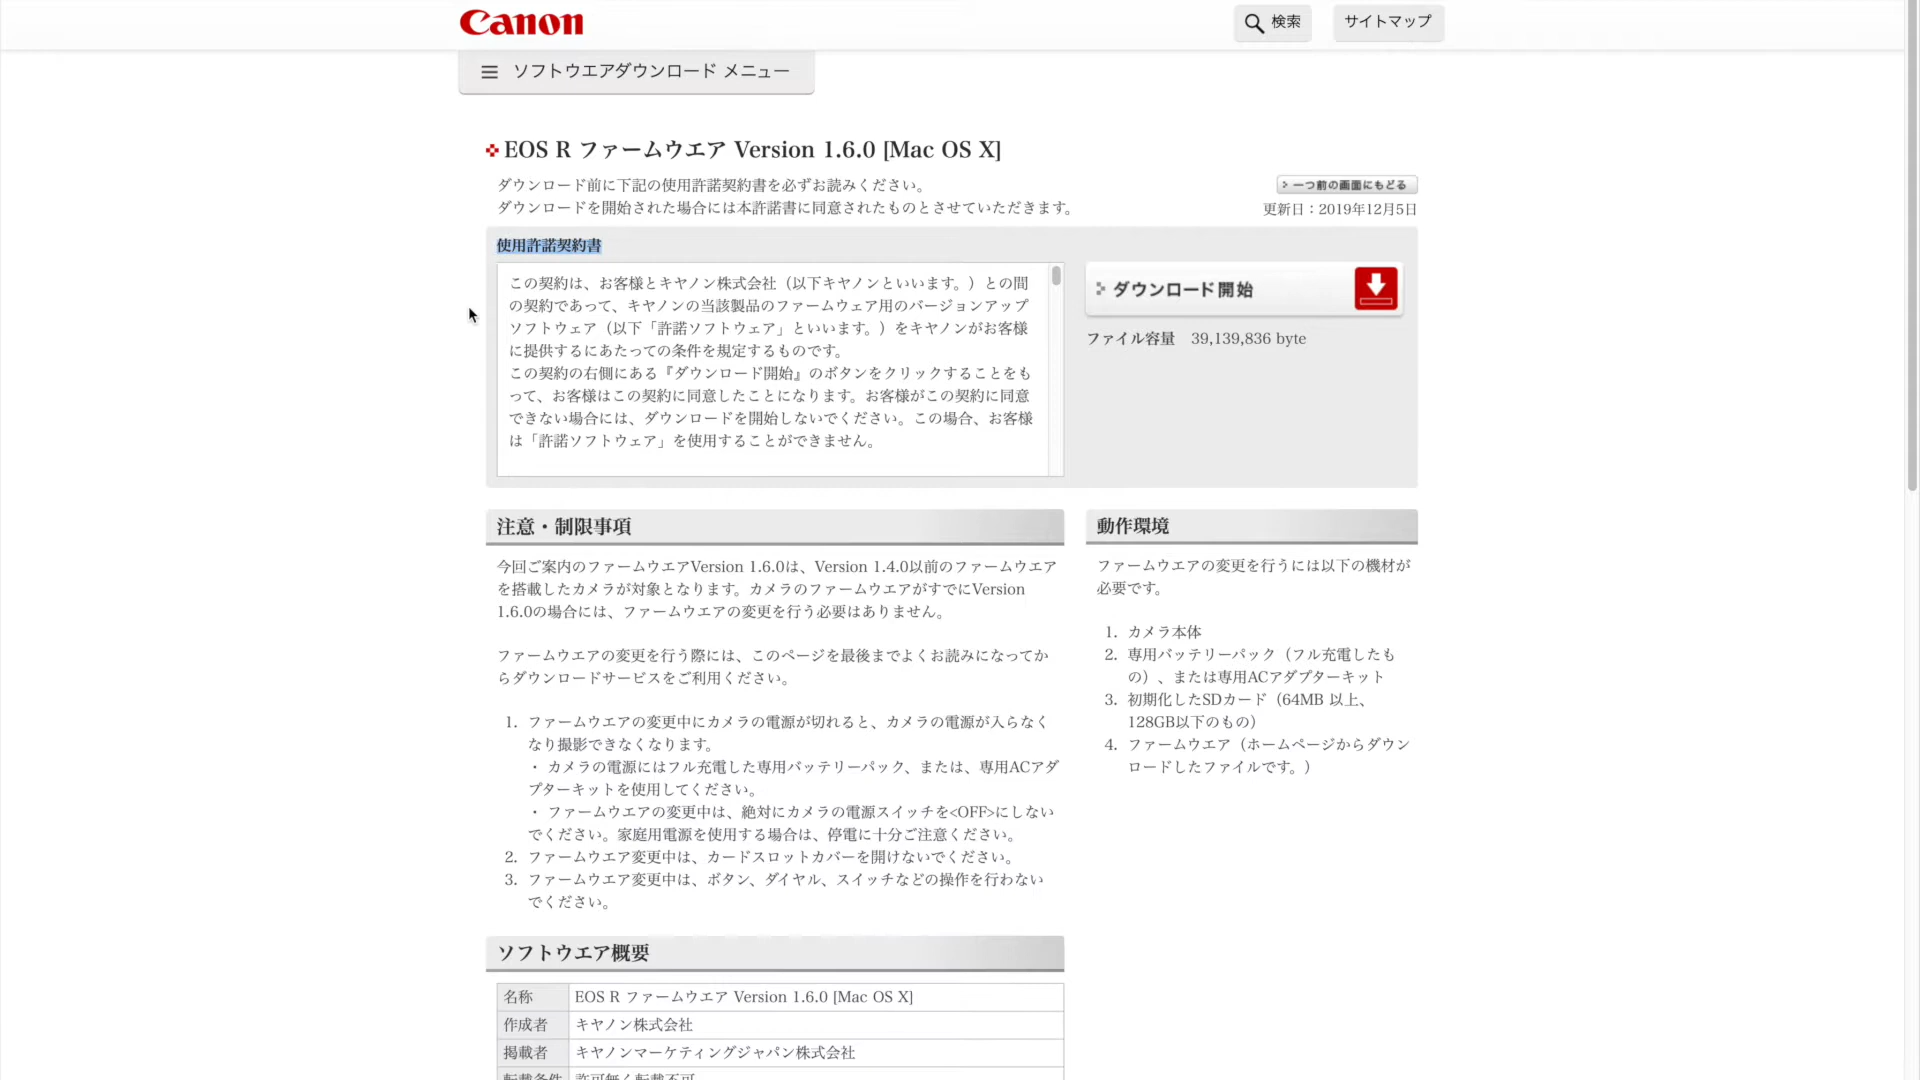 Canon
検索
サイトマップ
ソフトウエアダウンロード メニュー
EOS R ファームウエア Version 1.6.0 [Mac OS X]
ダウンロード前に下記の使用許諾契約書を必ずお読みください。
一つ前の画面にもどる
ダウンロードを開始された場合には本許諾書に同意されたものとさせていただきます。
更新日：2019年12月5日
使用許諾契約書
この契約は、お客様とキヤノン株式会社（以下キヤノンといいます。）との間
の契約であって、キヤノンの当該製品のファームウェア用のバージョンアップ
ソフトウェア（以下「許諾ソフトウェア」といいます。）をキヤノンがお客様
に提供するにあたっての条件を規定するものです。
この契約の右側にある『ダウンロード開始』のボタンをクリックすることをも
って、お客様はこの契約に同意したことになります。お客様がこの契約に同意
できない場合には、ダウンロードを開始しないでください。この場合、お客様
は「許諾ソフトウェア」を使用することができません。
ダウンロード開始
ファイル容量　39,139,836 byte
注意・制限事項
今回ご案内のファームウエアVersion 1.6.0は、Version 1.4.0以前のファームウエア
を搭載したカメラが対象となります。カメラのファームウエアがすでにVersion
1.6.0の場合には、ファームウエアの変更を行う必要はありません。
ファームウエアの変更を行う際には、このページを最後までよくお読みになってか
らダウンロードサービスをご利用ください。
1. ファームウエアの変更中にカメラの電源が切れると、カメラの電源が入らなく
なり撮影できなくなります。
・ カメラの電源にはフル充電した専用バッテリーパック、または、専用ACアダ
プターキットを使用してください。
・ ファームウエアの変更中は、絶対にカメラの電源スイッチを<OFF>にしない
でください。家庭用電源を使用する場合は、停電に十分ご注意ください。
2. ファームウエア変更中は、カードスロットカバーを開けないでください。
3. ファームウエア変更中は、ボタン、ダイヤル、スイッチなどの操作を行わない
でください。
動作環境
ファームウエアの変更を行うには以下の機材が
必要です。
1. カメラ本体
2. 専用バッテリーパック（フル充電したも
の）、または専用ACアダプターキット
3. 初期化したSDカード（64MB 以上、
128GB以下のもの）
4. ファームウエア（ホームページからダウン
ロードしたファイルです。）
ソフトウエア概要
名称 EOS R ファームウエア Version 1.6.0 [Mac OS X]
作成者 キヤノン株式会社
掲載者 キヤノンマーケティングジャパン株式会社
転載条件 許可無く転載不可